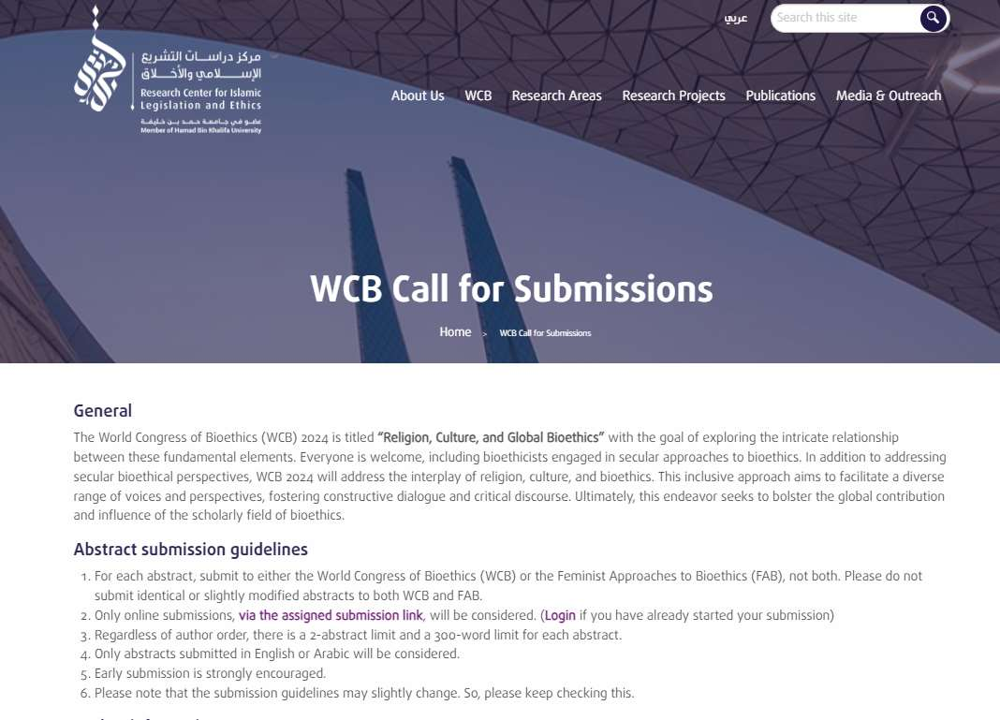 عربي
Search this site
مركز دراسات التشريع
الإسلامي والأخلاق
Research Center for Islamic
Legislation and Ethics
عضو في جامعة حمد بن خليفة
Member of Hamad Bin Khalifa University
About Us WCB Research Areas Research Projects Publications Media & Outreach
WCB Call for Submissions
Home > WCB Call for Submissions
General
The World Congress of Bioethics (WCB) 2024 is titled “Religion, Culture, and Global Bioethics” with the goal of exploring the intricate relationship
between these fundamental elements. Everyone is welcome, including bioethicists engaged in secular approaches to bioethics. In addition to addressing
secular bioethical perspectives, WCB 2024 will address the interplay of religion, culture, and bioethics. This inclusive approach aims to facilitate a diverse
range of voices and perspectives, fostering constructive dialogue and critical discourse. Ultimately, this endeavor seeks to bolster the global contribution
and influence of the scholarly field of bioethics.
Abstract submission guidelines
1. For each abstract, submit to either the World Congress of Bioethics (WCB) or the Feminist Approaches to Bioethics (FAB), not both. Please do not
submit identical or slightly modified abstracts to both WCB and FAB.
2. Only online submissions, via the assigned submission link, will be considered. (Login if you have already started your submission)
3. Regardless of author order, there is a 2-abstract limit and a 300-word limit for each abstract.
4. Only abstracts submitted in English or Arabic will be considered.
5. Early submission is strongly encouraged.
6. Please note that the submission guidelines may slightly change. So, please keep checking this.